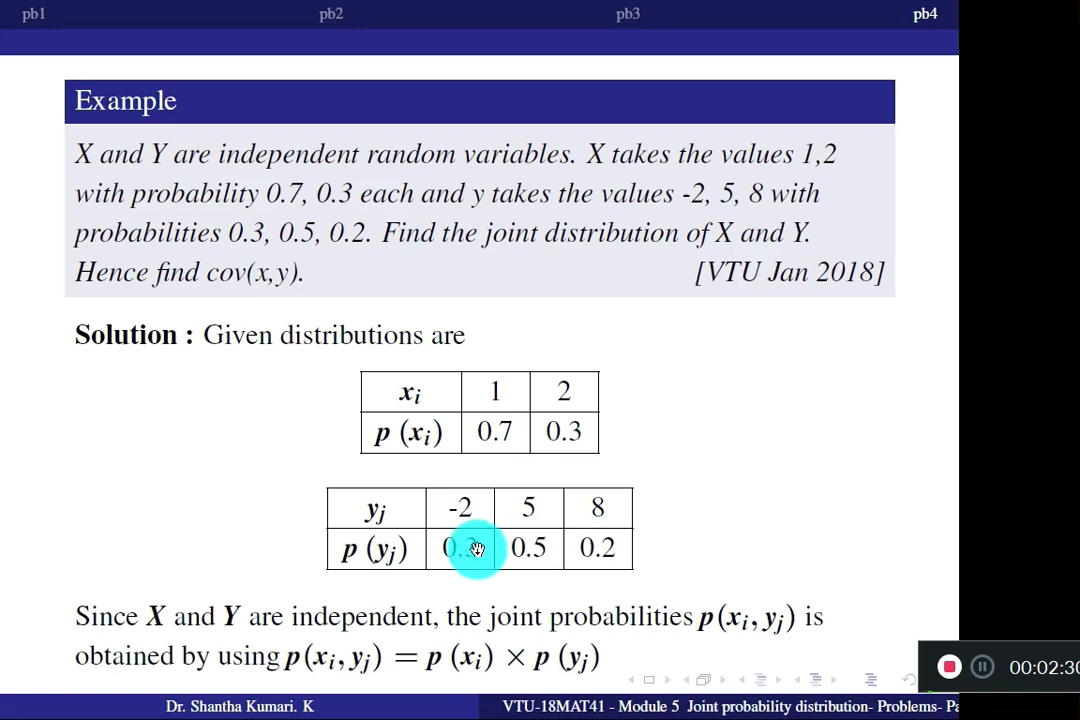 pb1 pb2 pb3 pb4
Example
X and Y are independent random variables. X takes the values 1,2
with probability 0.7, 0.3 each and y takes the values -2, 5, 8 with
probabilities 0.3, 0.5, 0.2. Find the joint distribution of X and Y.
Hence find cov(x,y). [VTU Jan 2018]
Solution : Given distributions are
xᵢ 1 2
p (xᵢ) 0.7 0.3
yⱼ -2 5 8
p (yⱼ) 0.3 0.5 0.2
Since X and Y are independent, the joint probabilities p(xᵢ, yⱼ) is
obtained by using p(xᵢ, yⱼ) = p (xᵢ) × p (yⱼ)
00:02:30
Dr. Shantha Kumari. K VTU-18MAT41 - Module 5 Joint probability distribution- Problems- Pa